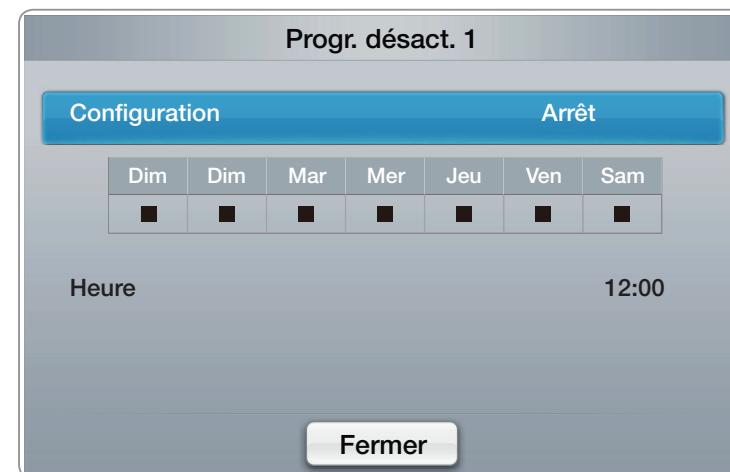 Progr. désact. 1
Configuration Arrêt
Dim Dim Mar Mer Jeu Ven Sam
Heure 12:00
Fermer